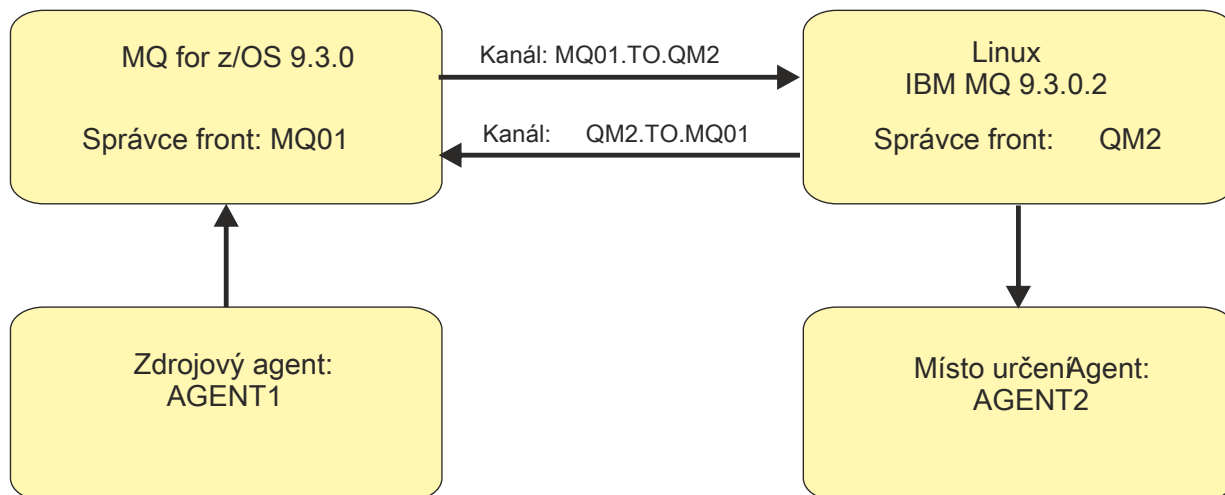 MQ for z/OS 9.3.0
Správce front: MQ01
Kanál: MQ01.TO.QM2
Kanál: QM2.TO.MQ01
Linux
IBM MQ 9.3.0.2
Správce front: QM2
Zdrojový agent:
AGENT1
Místo určeníAgent:
AGENT2